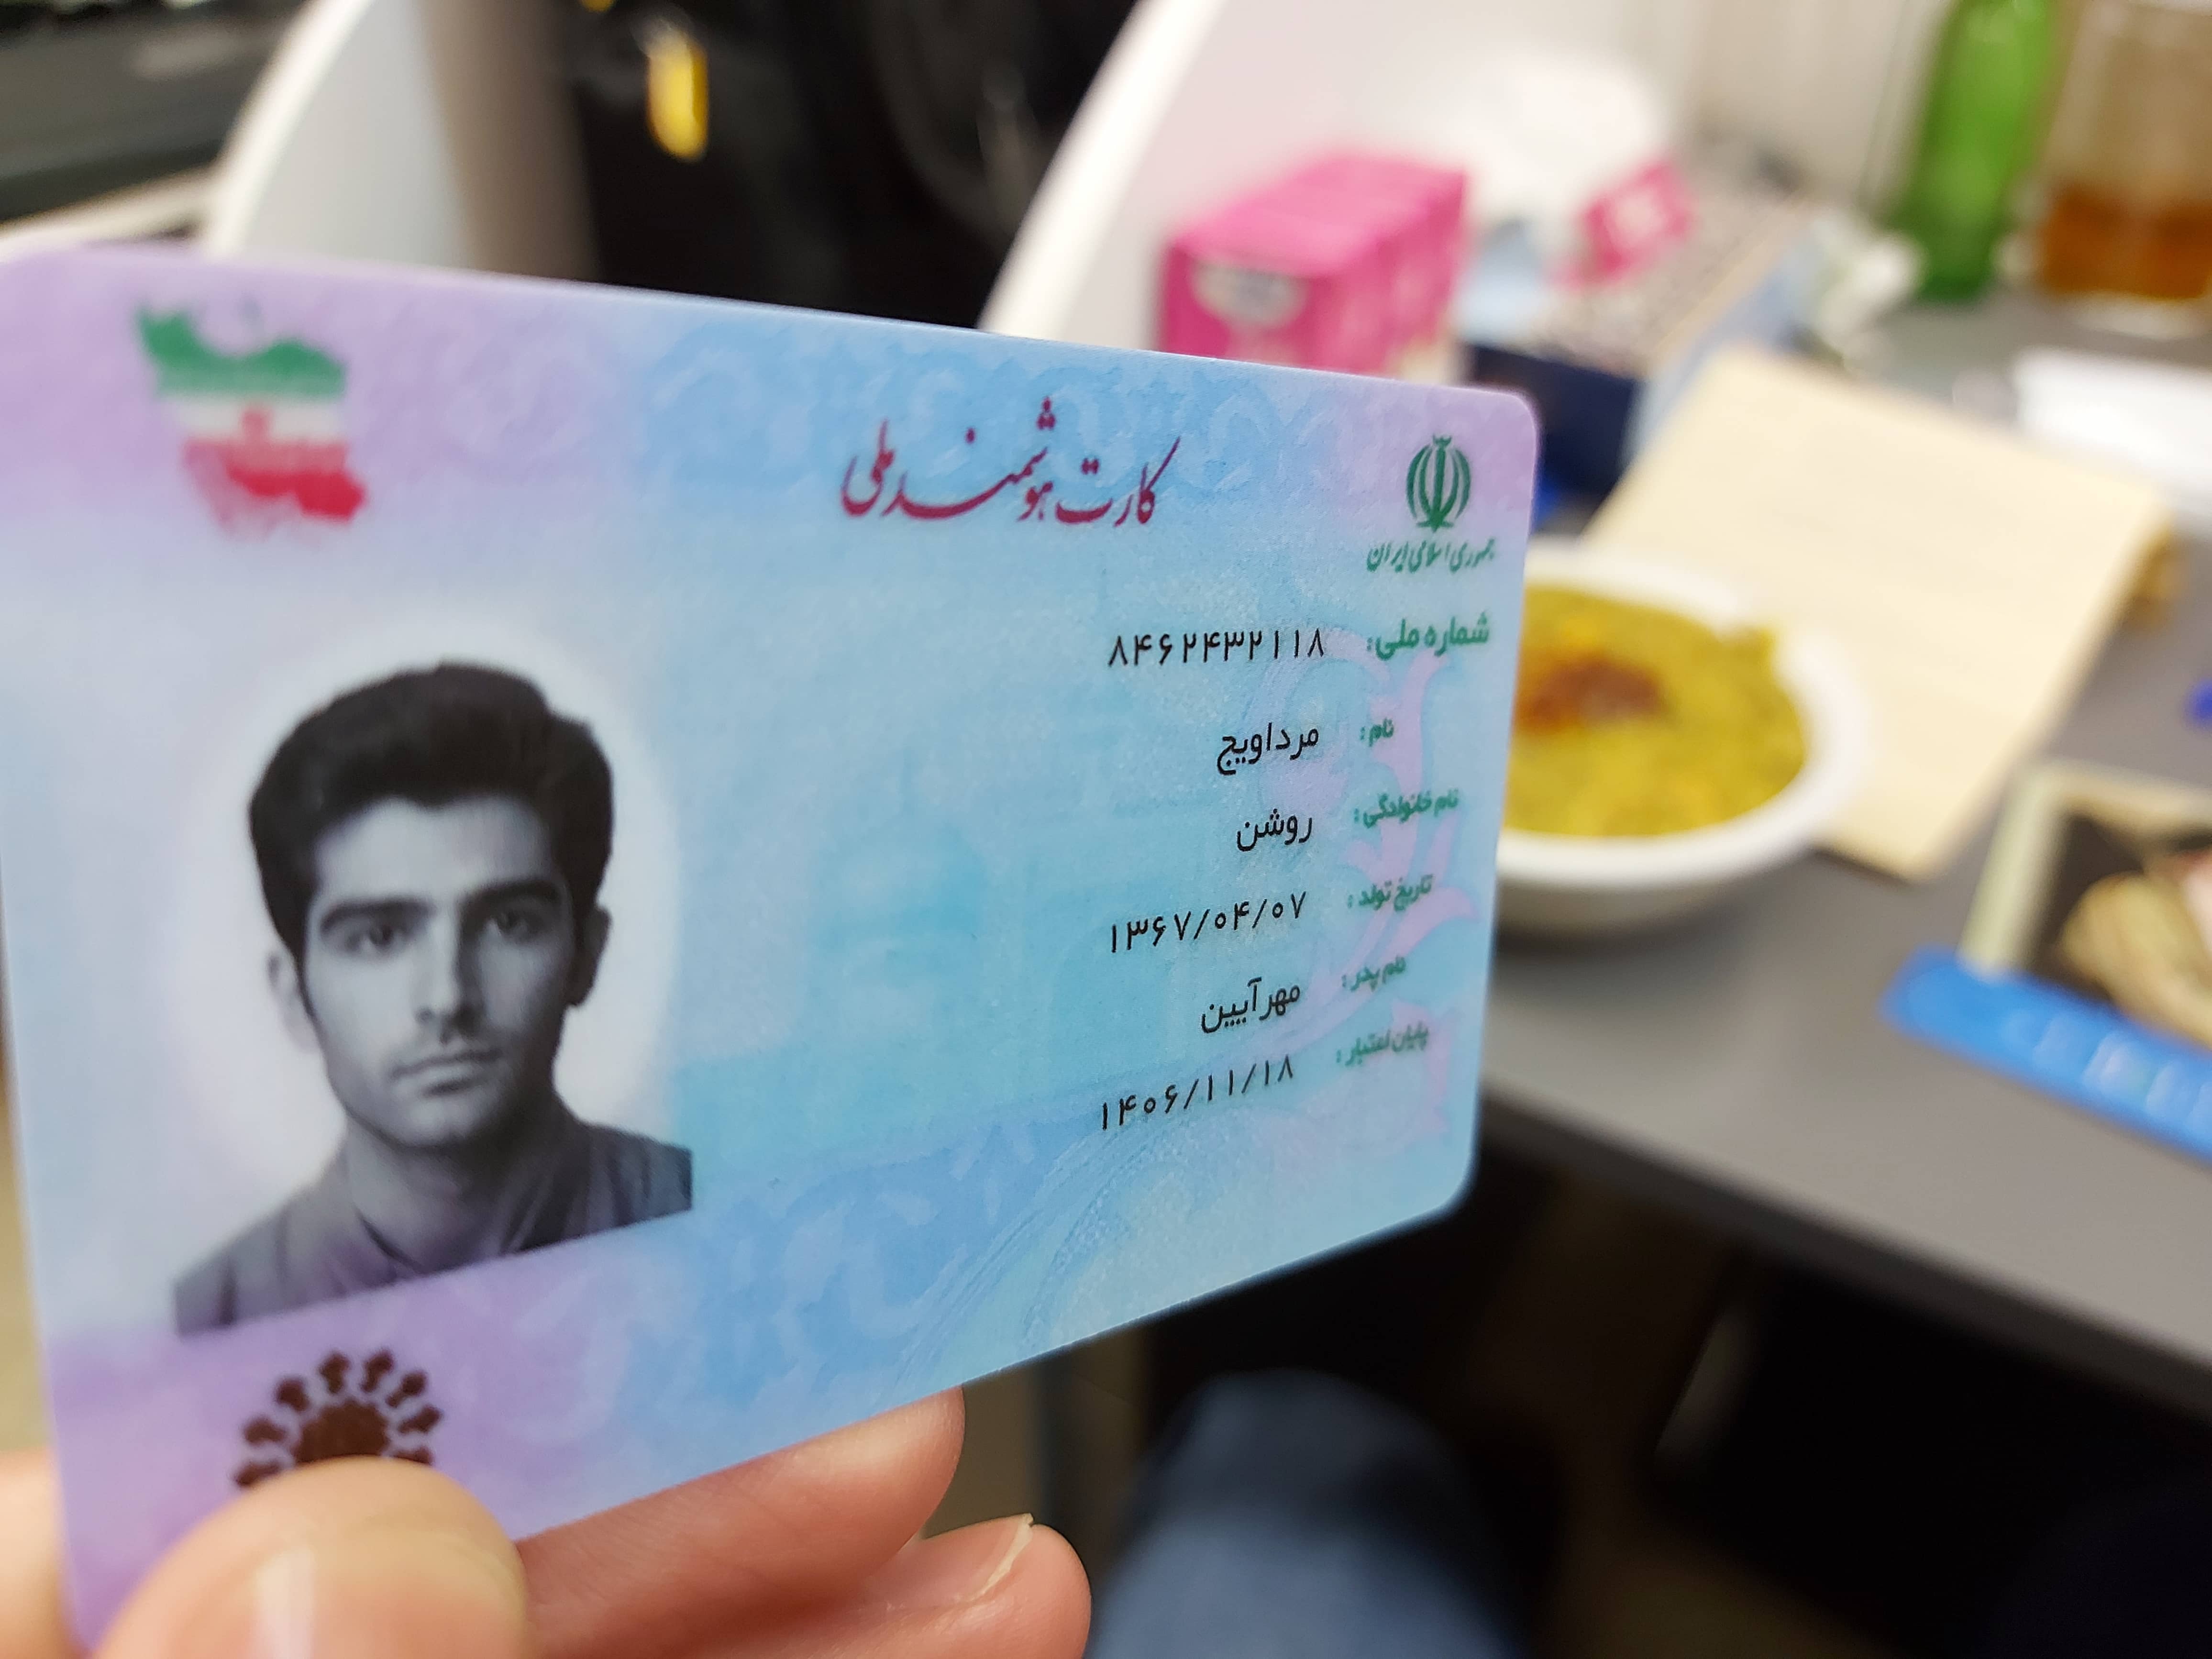 کارت هوشمند ملی
جمهوری اسلامی ایران
شماره ملی: ۸۴۶۲۴۳۲۱۱۸
نام: مرداویج
نام خانوادگی: روشن
تاریخ تولد: ۱۳۶۷/۰۴/۰۷
نام پدر: مهرآیین
پایان اعتبار: ۱۴۰۶/۱۱/۱۸